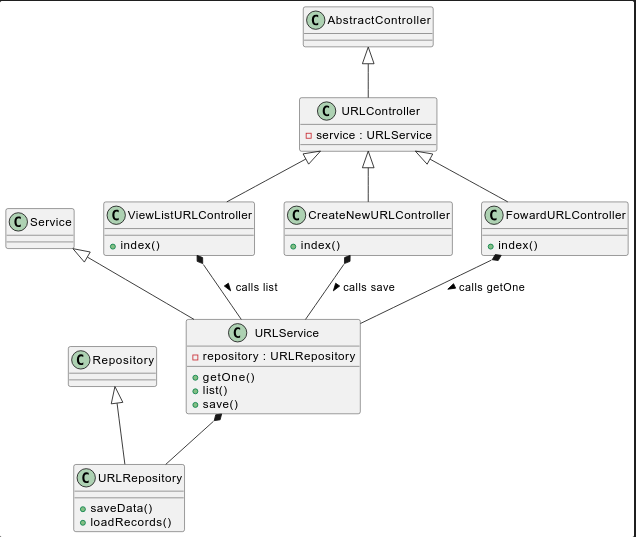 C AbstractController
C URLController
service : URLService
C Service
C ViewListURLController
index()
C CreateNewURLController
index()
C FowardURLController
index()
calls list
calls save
calls getOne
C URLService
repository : URLRepository
getOne()
list()
save()
C Repository
C URLRepository
saveData()
loadRecords()